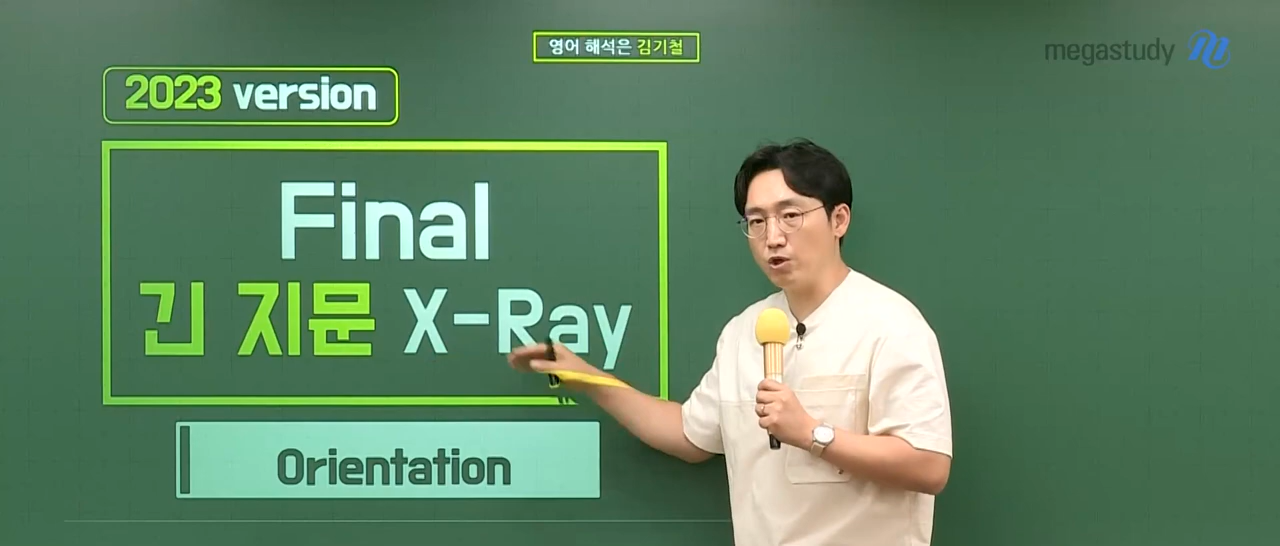 영어 해석은 김기철
megastudy
2023 version
Final
긴 지문 X-Ray
Orientation